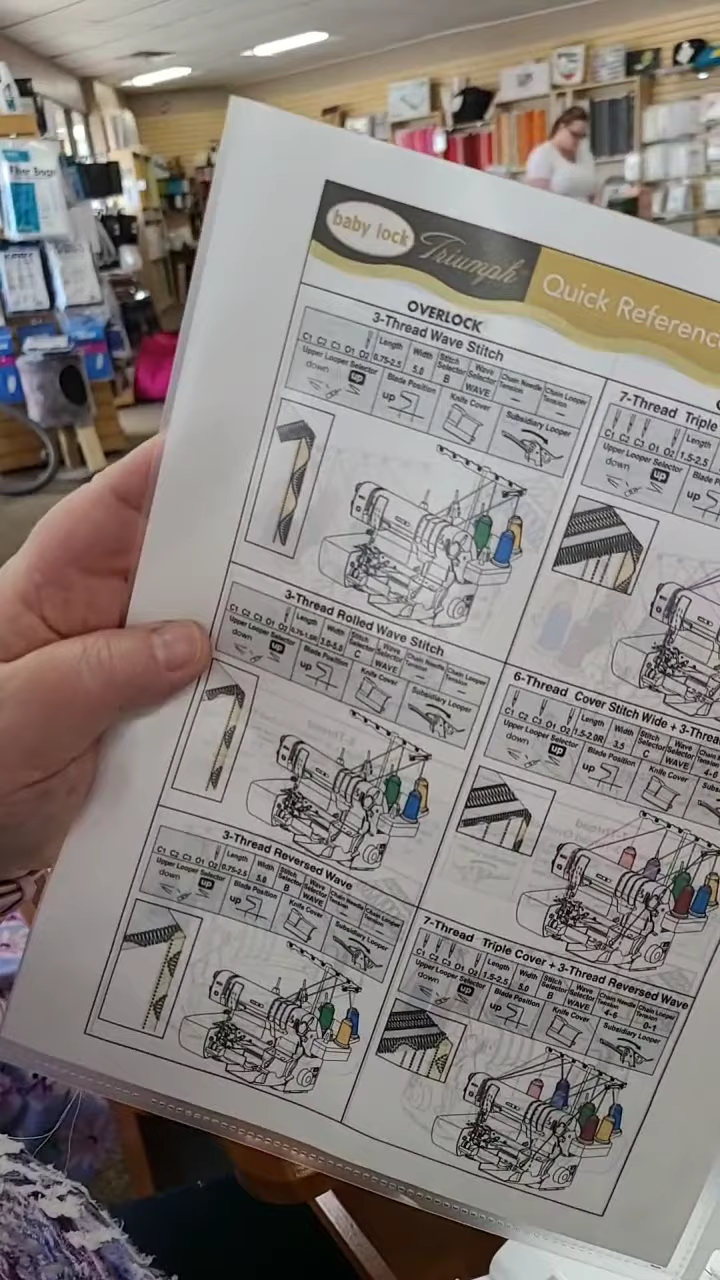 baby lock Triumph Quick Reference
OVERLOCK
3-Thread Wave Stitch
C1 C2 C3 O1 O2 Length Width Stitch Selector Wave Selector Chain Needle Tension Chain Looper Tension
0.75-2.5 5.0 B WAVE – –
Upper Looper Selector Blade Position Knife Cover Subsidiary Looper
down up up
3-Thread Rolled Wave Stitch
C1 C2 C3 O1 O2 Length Width Stitch Selector Wave Selector Chain Needle Tension Chain Looper Tension
C WAVE – –
Upper Looper Selector Blade Position Knife Cover Subsidiary Looper
down up up
3-Thread Reversed Wave
C1 C2 C3 O1 O2 Length Width Stitch Selector Wave Selector Chain Needle Tension Chain Looper Tension
0.75-2.5 5.0 B WAVE – –
Upper Looper Selector Blade Position Knife Cover Subsidiary Looper
down up up
7-Thread Triple
C1 C2 C3 O1 O2 Length
1.5-2.5
Upper Looper Selector Blade
down up up
6-Thread Cover Stitch Wide + 3-Thread
C1 C2 C3 O1 O2 Length Width Stitch Selector Wave Selector Chain Needle Tension
1.5-2.0R 3.5 C WAVE
Upper Looper Selector Blade Position Knife Cover
down up up
7-Thread Triple Cover + 3-Thread Reversed Wave
C1 C2 C3 O1 O2 Length Width Stitch Selector Wave Selector Chain Needle Tension Chain Looper Tension
1.5-2.5 5.0 B WAVE 4-6 0-1
Upper Looper Selector Blade Position Knife Cover Subsidiary Looper
down up up